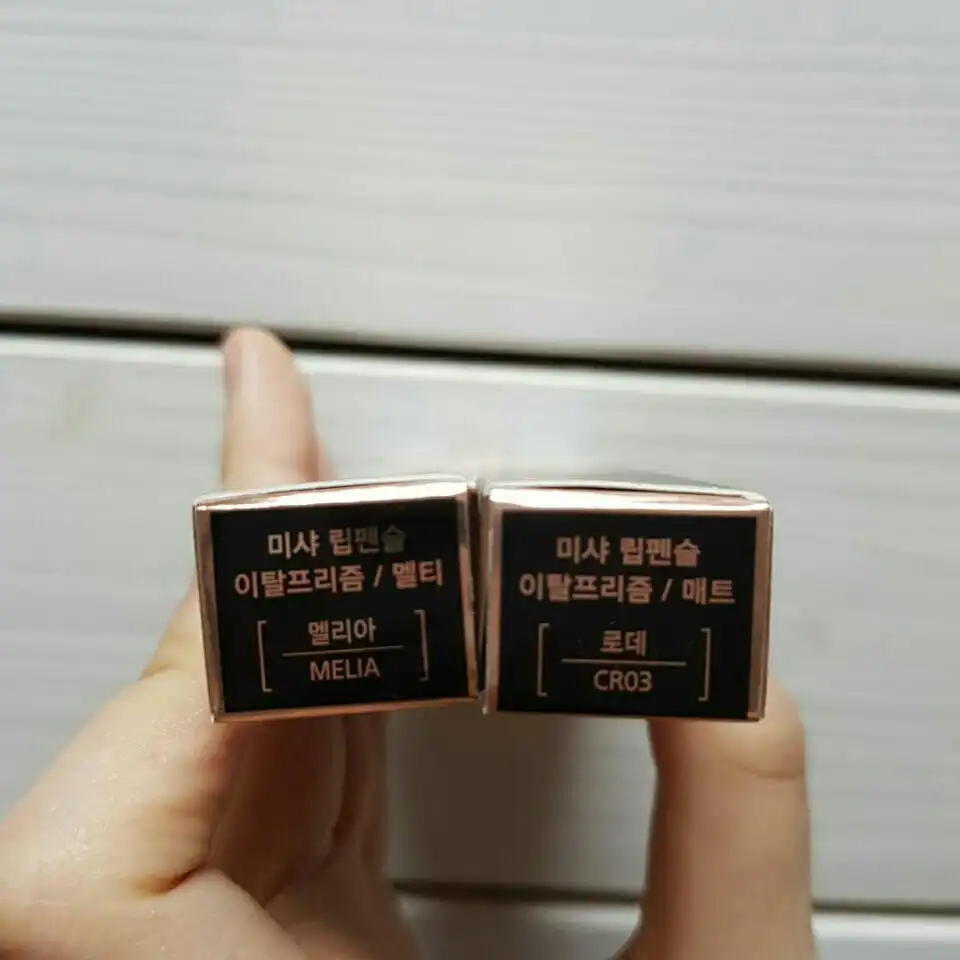 미샤 립펜슬
이탈프리즘 / 멜티
멜리아
MELIA
미샤 립펜슬
이탈프리즘 / 매트
로데
CR03